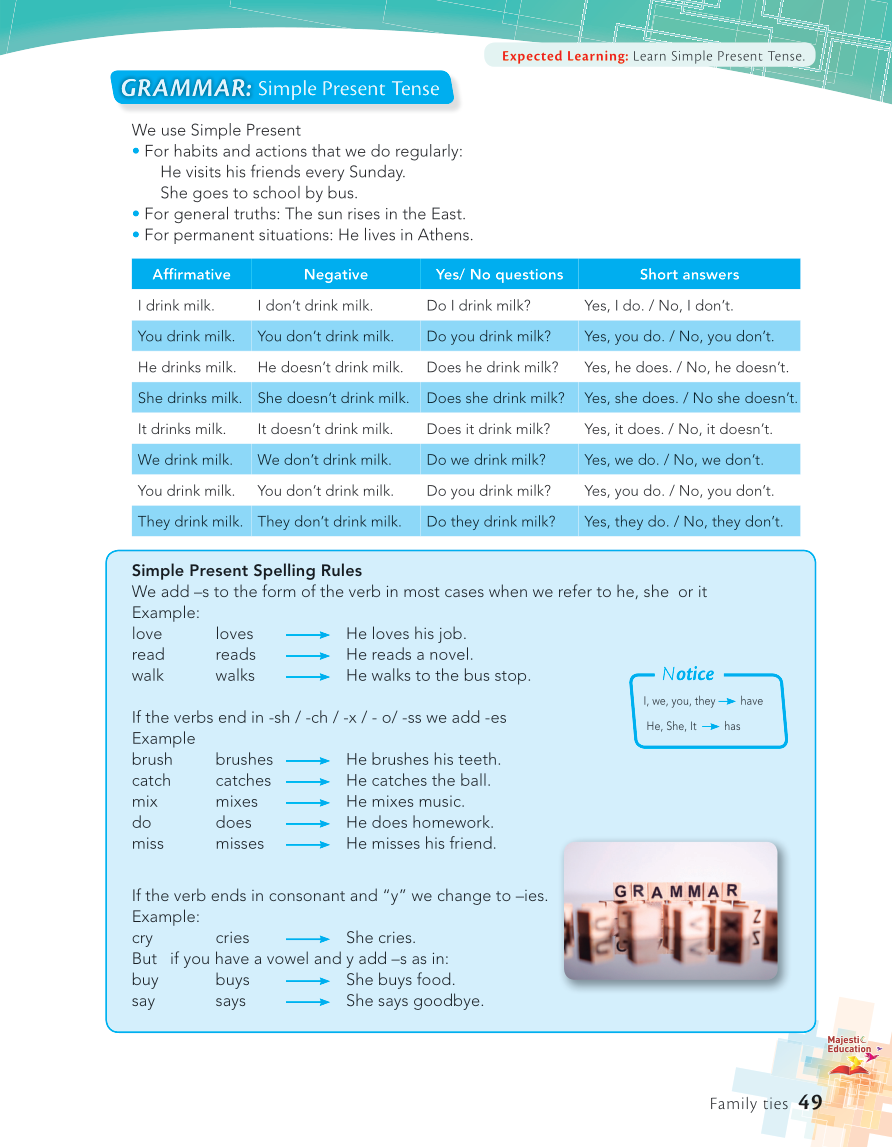 Expected Learning: Learn Simple Present Tense.
GRAMMAR: Simple Present Tense
We use Simple Present
• For habits and actions that we do regularly:
He visits his friends every Sunday.
She goes to school by bus.
• For general truths: The sun rises in the East.
• For permanent situations: He lives in Athens.
Affirmative Negative Yes/ No questions Short answers
I drink milk. I don’t drink milk. Do I drink milk? Yes, I do. / No, I don’t.
You drink milk. You don’t drink milk. Do you drink milk? Yes, you do. / No, you don’t.
He drinks milk. He doesn’t drink milk. Does he drink milk? Yes, he does. / No, he doesn’t.
She drinks milk. She doesn’t drink milk. Does she drink milk? Yes, she does. / No she doesn’t.
It drinks milk. It doesn’t drink milk. Does it drink milk? Yes, it does. / No, it doesn’t.
We drink milk. We don’t drink milk. Do we drink milk? Yes, we do. / No, we don’t.
You drink milk. You don’t drink milk. Do you drink milk? Yes, you do. / No, you don’t.
They drink milk. They don’t drink milk. Do they drink milk? Yes, they do. / No, they don’t.
Simple Present Spelling Rules
We add –s to the form of the verb in most cases when we refer to he, she or it
Example:
love loves He loves his job.
read reads He reads a novel.
walk walks He walks to the bus stop.
Notice
I, we, you, they have
He, She, It has
If the verbs end in -sh / -ch / -x / - o/ -ss we add -es
Example
brush brushes He brushes his teeth.
catch catches He catches the ball.
mix mixes He mixes music.
do does He does homework.
miss misses He misses his friend.
GRAMMAR
If the verb ends in consonant and “y” we change to –ies.
Example:
cry cries She cries.
But if you have a vowel and y add –s as in:
buy buys She buys food.
say says She says goodbye.
Majestic
Education
Family ties 49